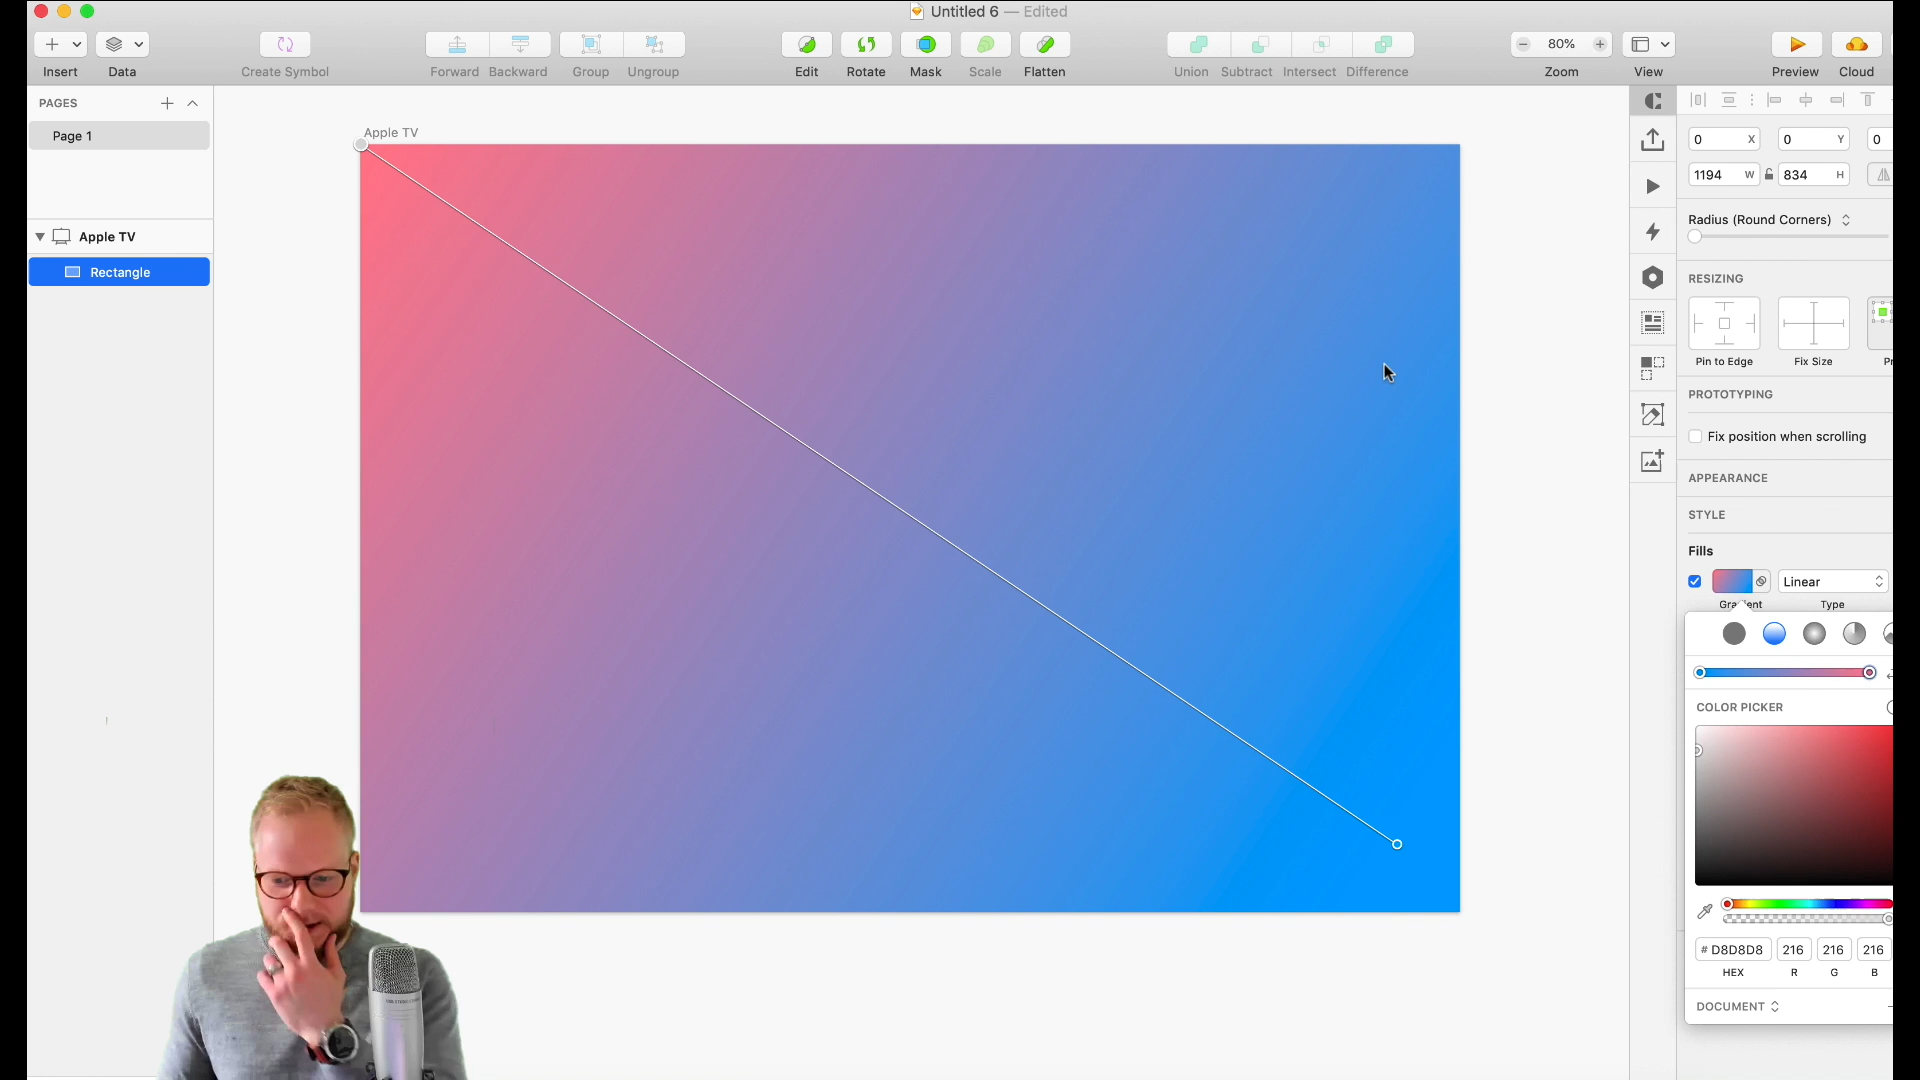 Untitled 6 — Edited
Insert
Data
Create Symbol
Forward
Backward
Group
Ungroup
Edit
Rotate
Mask
Scale
Flatten
Union
Subtract
Intersect
Difference
80%
Zoom
View
Preview
Cloud
PAGES
Page 1
Apple TV
Rectangle
Apple TV
0 X
0 Y
0
1194 W
834 H
Radius (Round Corners)
RESIZING
Pin to Edge
Fix Size
PROTOTYPING
Fix position when scrolling
APPEARANCE
STYLE
Fills
Linear
Gradient
Type
COLOR PICKER
# D8D8D8
216
216
216
HEX
R
G
B
DOCUMENT